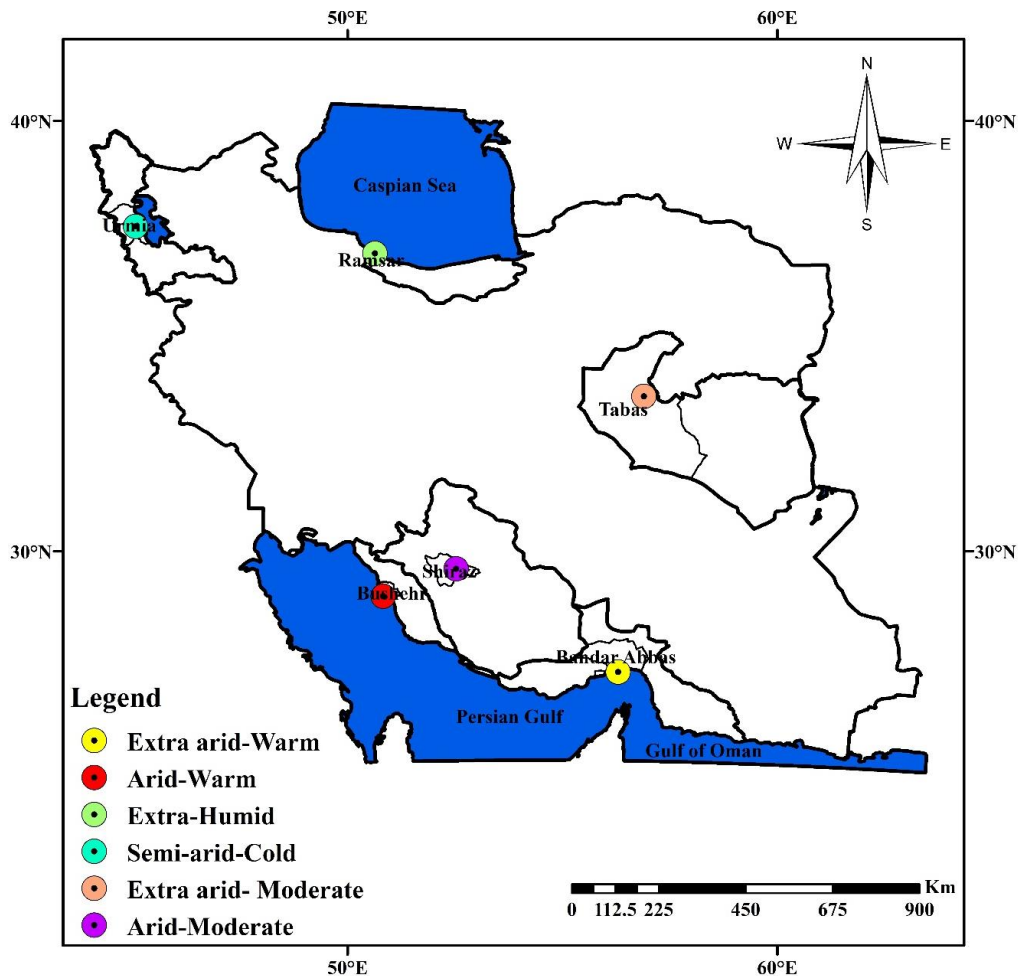 50°E 60°E
N
W E
S
40°N 40°N
Caspian Sea
Urmia
Ramsar
Tabas
30°N 30°N
Shiraz
Bushehr
Bandar Abbas
Persian Gulf
Gulf of Oman
Legend
Extra arid-Warm
Arid-Warm
Extra-Humid
Semi-arid-Cold
Extra arid- Moderate
Arid-Moderate
Km
0 112.5 225 450 675 900
50°E 60°E